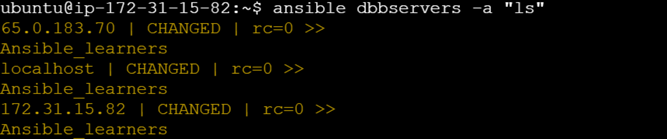 ubuntu@ip-172-31-15-82:~$ ansible dbbservers -a "ls"
65.0.183.70 | CHANGED | rc=0 >>
Ansible_learners
localhost | CHANGED | rc=0 >>
Ansible_learners
172.31.15.82 | CHANGED | rc=0 >>
Ansible_learners